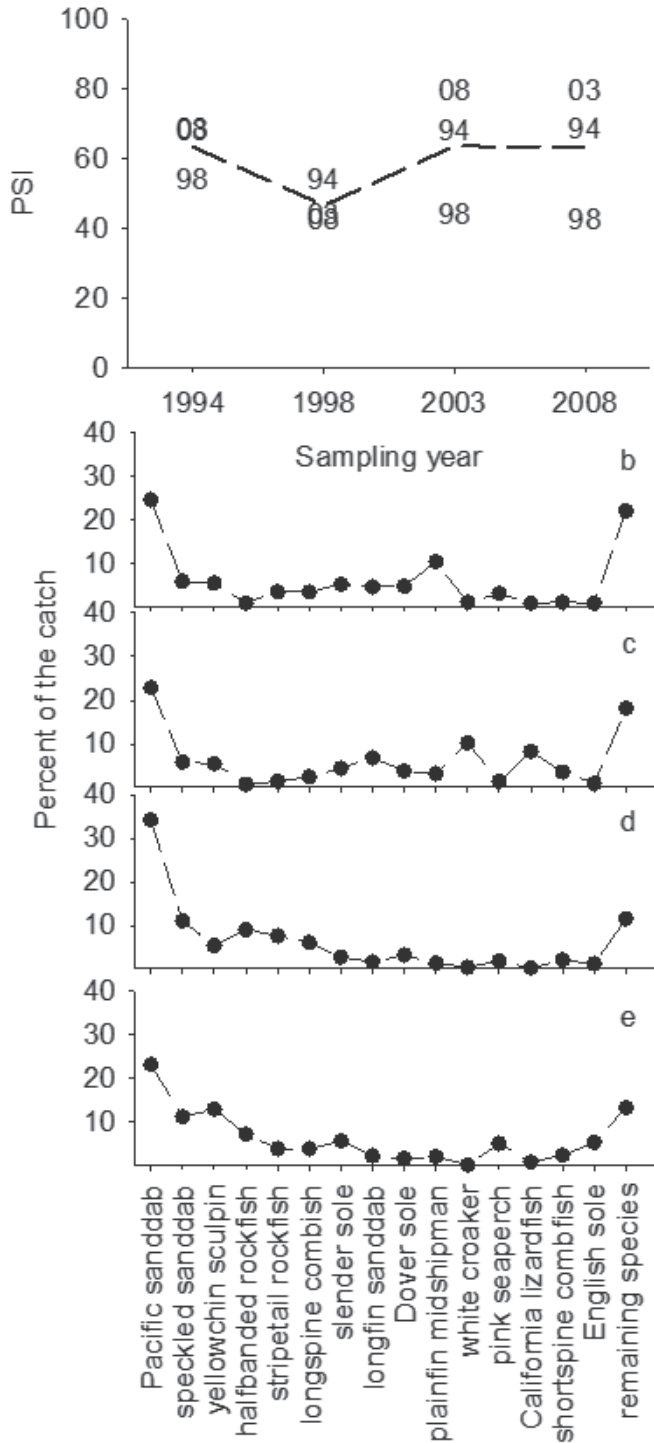 100
80
60
40
20
0
PSI
08
98
94
08
94
98
03
94
98
1994 1998 2003 2008
Sampling year
Percent of the catch
40
30
20
10
b
40
30
20
10
c
40
30
20
10
d
40
30
20
10
e
Pacific sanddab
speckled sanddab
yellowchin sculpin
halfbanded rockfish
stripetail rockfish
longspine combish
slender sole
longfin sanddab
Dover sole
plainfin midshipman
white croaker
pink seaperch
California lizardfish
shortspine combfish
English sole
remaining species